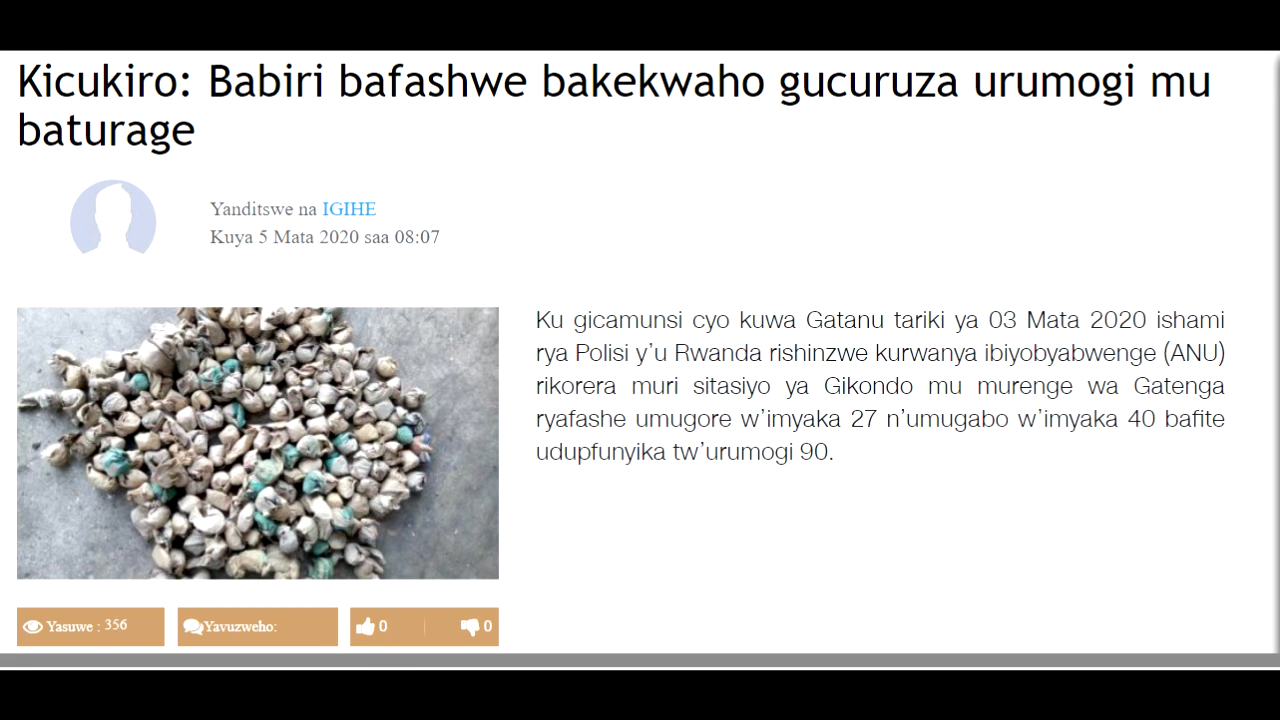 Kicukiro: Babiri bafashwe bakekwaho gucuruza urumogi mu
baturage
Yanditswe na IGIHE
Kuya 5 Mata 2020 saa 08:07
Ku gicamunsi cyo kuwa Gatanu tariki ya 03 Mata 2020 ishami
rya Polisi y'u Rwanda rishinzwe kurwanya ibiyobyabwenge (ANU)
rikorera muri sitasiyo ya Gikondo mu murenge wa Gatenga
ryafashe umugore w'imyaka 27 n'umugabo w'imyaka 40 bafite
udupfunyika tw'urumogi 90.
Yasuwe : 356
Yavuzweho:
0
0